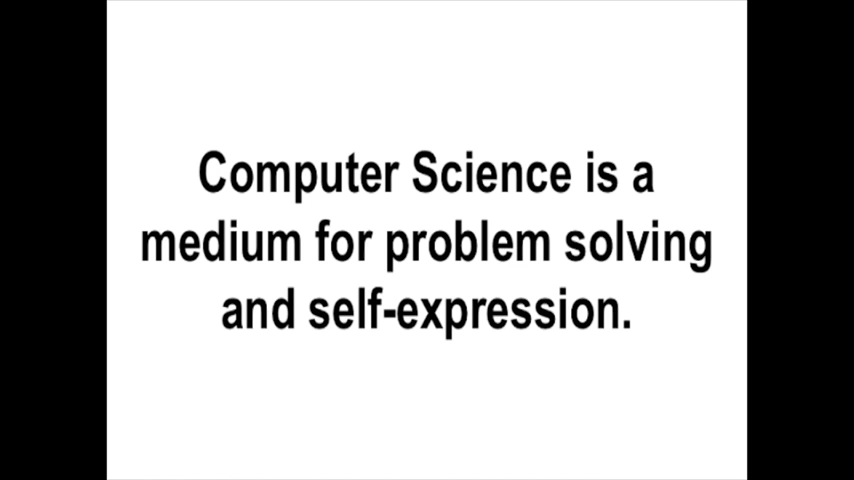 Computer Science is a
medium for problem solving
and self-expression.